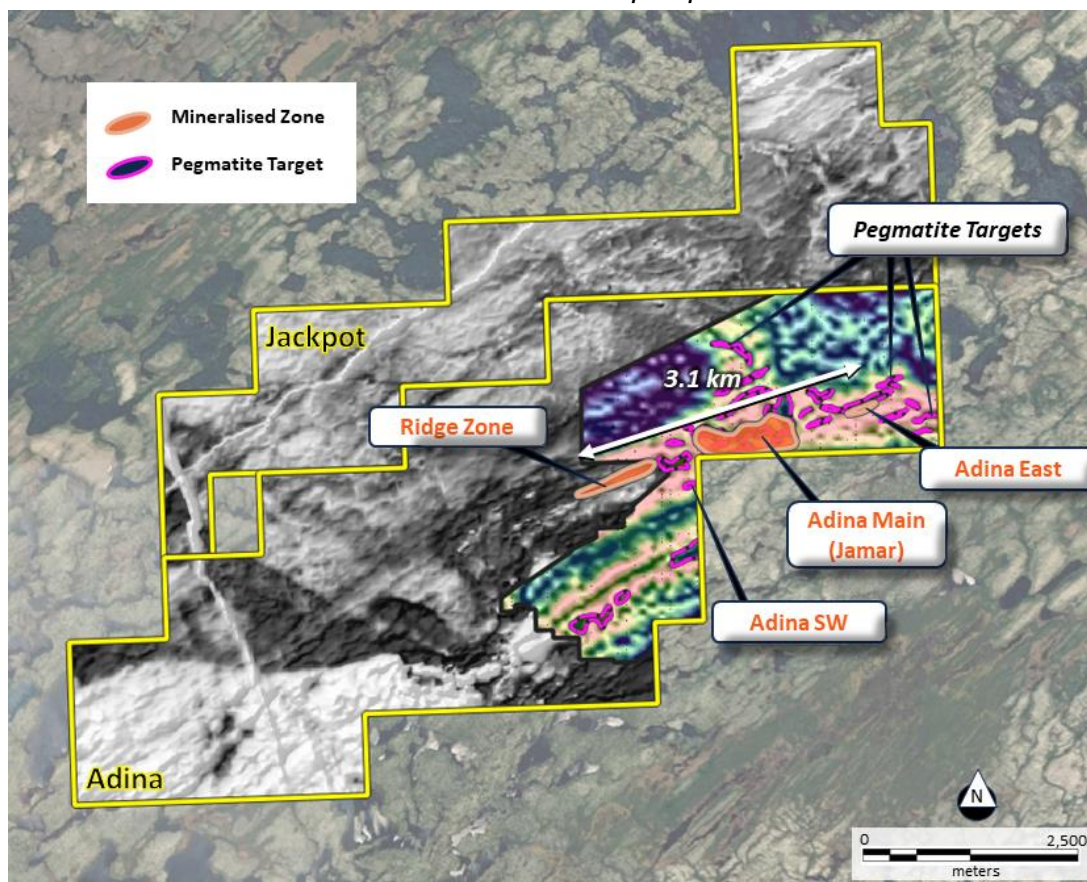 Mineralised Zone
Pegmatite Target
Pegmatite Targets
Jackpot
3.1 km
Ridge Zone
Adina East
Adina Main
(Jamar)
Adina SW
Adina
N
0 2,500
meters